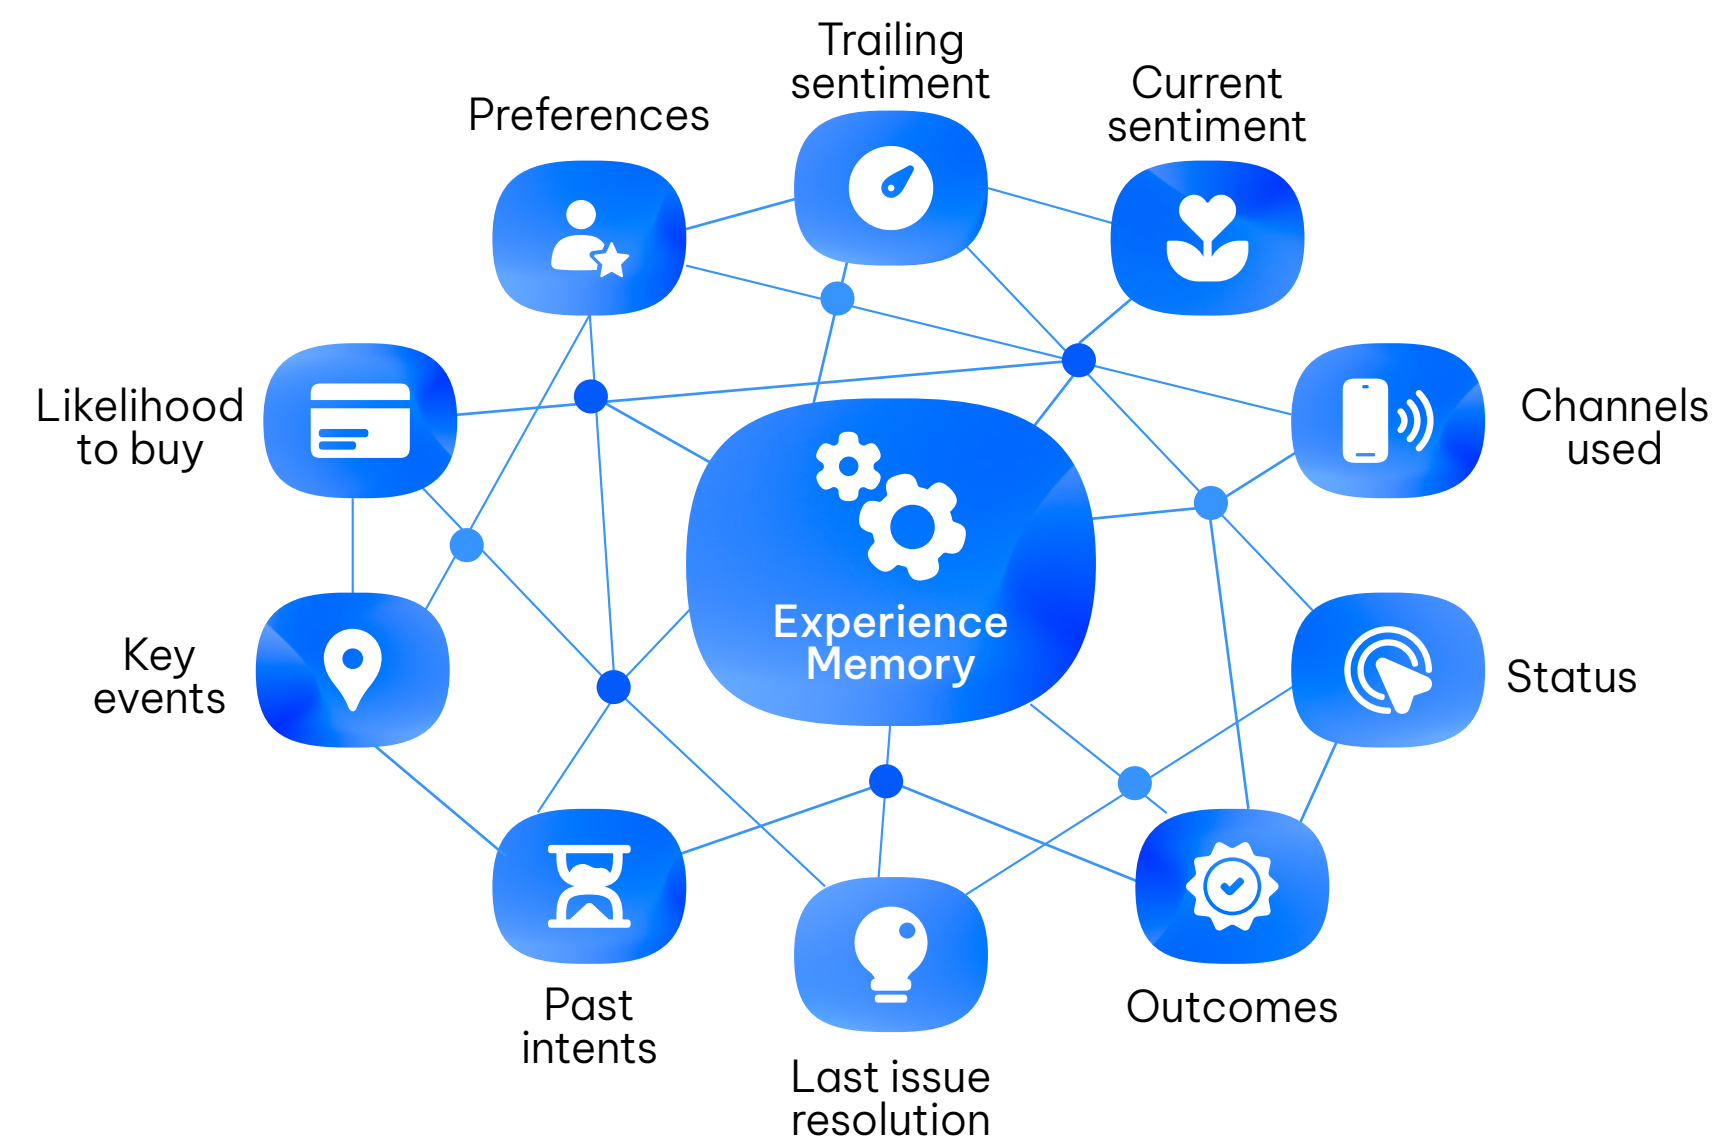 Trailing
sentiment
Current
sentiment
Preferences
Likelihood
to buy
Channels
used
Experience
Memory
Key
events
Status
Past
intents
Outcomes
Last issue
resolution